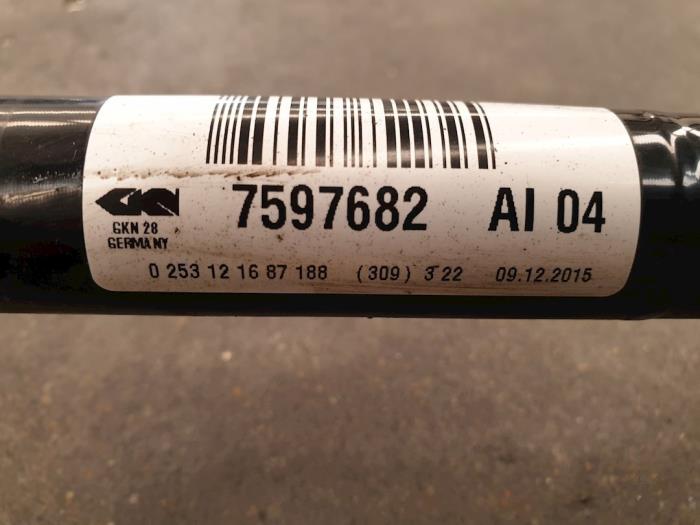 GKN
7597682 AI 04
GKN 28
GERMANY
0 253 12 16 87 188 (309) 3 22 09.12.2015